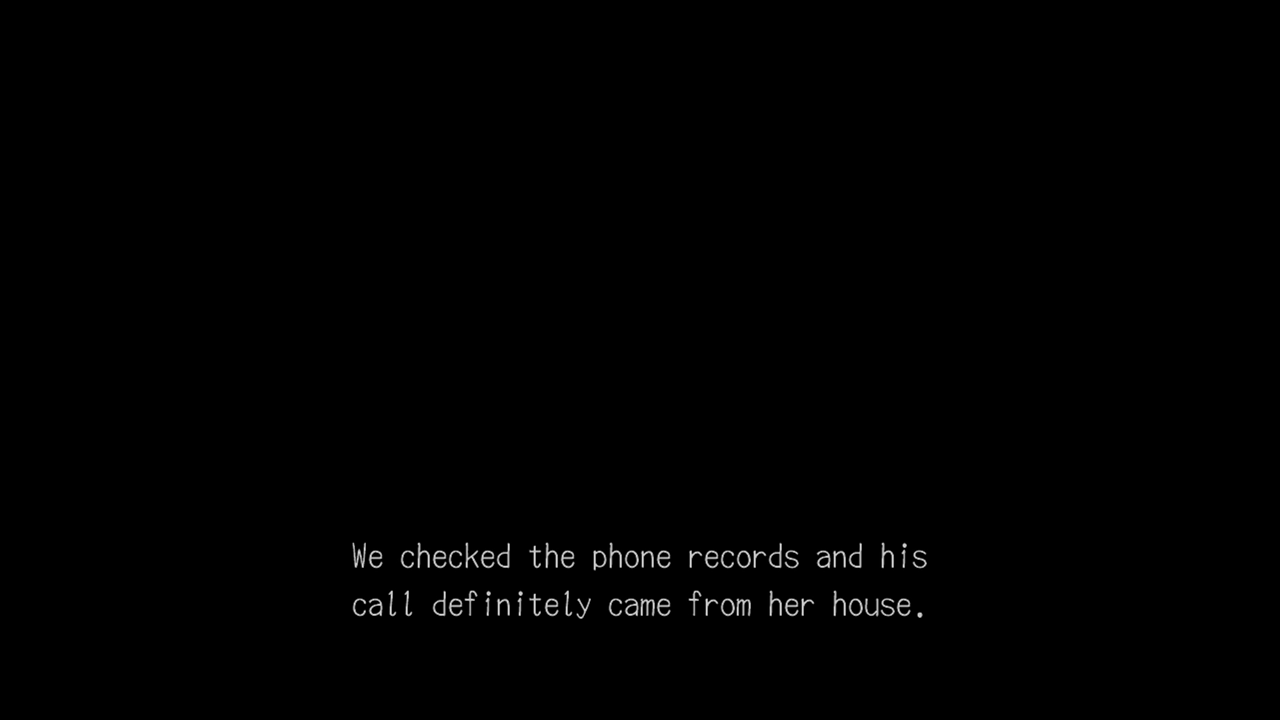 We checked the phone records and his
call definitely came from her house.